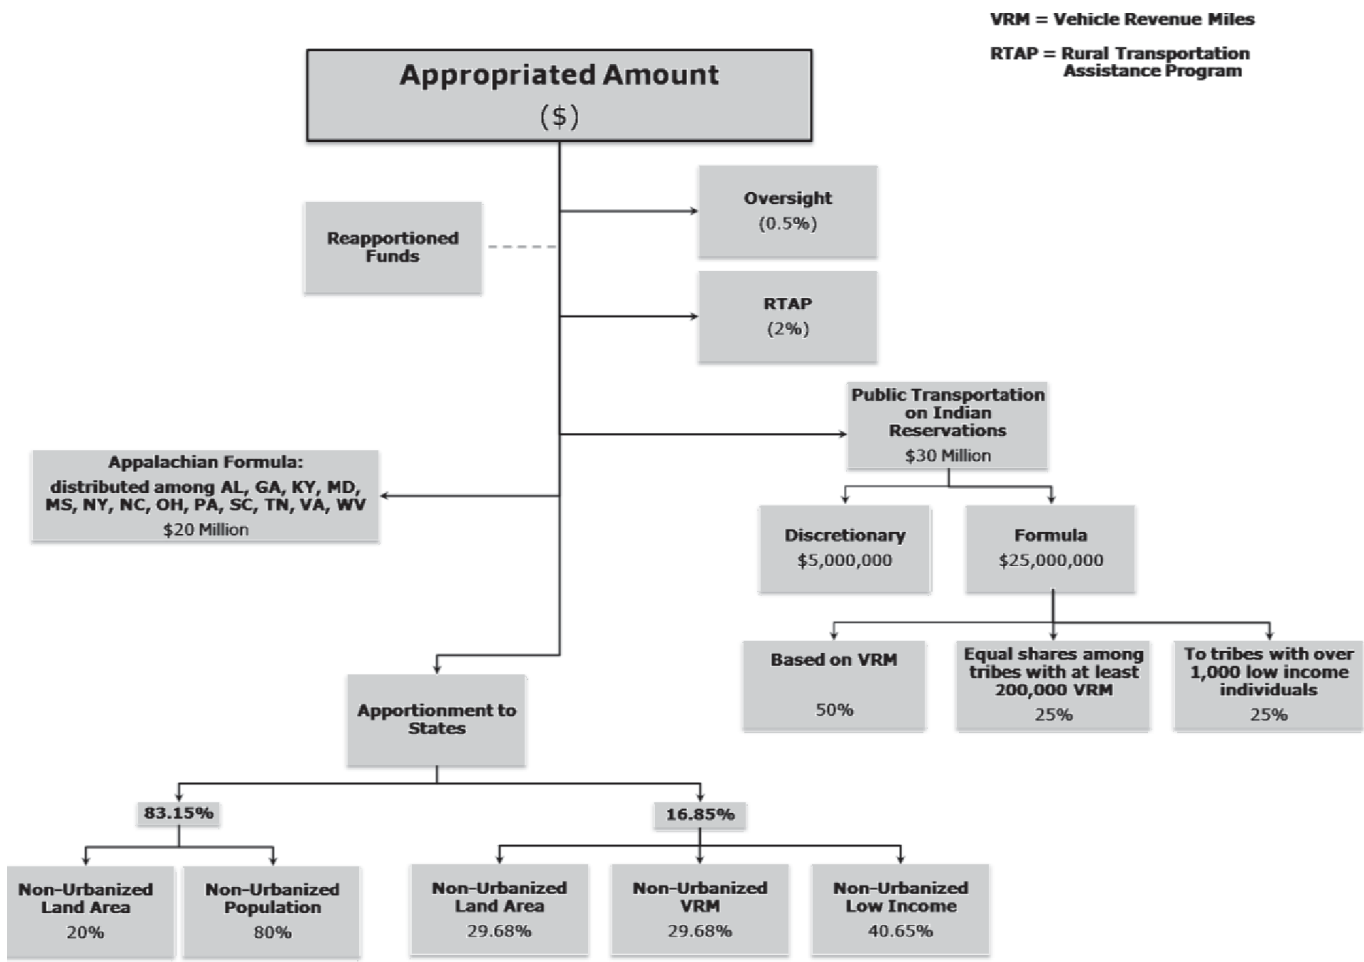 VRM = Vehicle Revenue Miles
RTAP = Rural Transportation
Assistance Program
Appropriated Amount
($)
Oversight
(0.5%)
Reapportioned
Funds
RTAP
(2%)
Public Transportation
on Indian
Reservations
$30 Million
Appalachian Formula:
distributed among AL, GA, KY, MD,
MS, NY, NC, OH, PA, SC, TN, VA, WV
$20 Million
Discretionary
$5,000,000
Formula
$25,000,000
Based on VRM
50%
Equal shares among
tribes with at least
200,000 VRM
25%
To tribes with over
1,000 low income
individuals
25%
Apportionment to
States
83.15%
16.85%
Non-Urbanized
Land Area
20%
Non-Urbanized
Population
80%
Non-Urbanized
Land Area
29.68%
Non-Urbanized
VRM
29.68%
Non-Urbanized
Low Income
40.65%